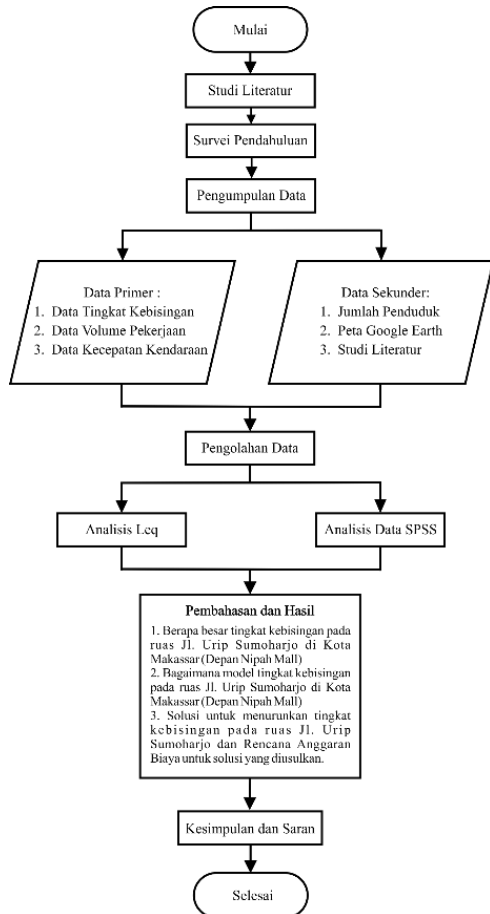 Mulai
Studi Literatur
Survei Pendahuluan
Pengumpulan Data
Data Primer :
1. Data Tingkat Kebisingan
2. Data Volume Pekerjaan
3. Data Kecepatan Kendaraan
Data Sekunder:
1. Jumlah Penduduk
2. Peta Google Earth
3. Studi Literatur
Pengolahan Data
Analisis Leq
Analisis Data SPSS
Pembahasan dan Hasil
1. Berapa besar tingkat kebisingan pada
ruas Jl. Urip Sumoharjo di Kota
Makassar (Depan Nipah Mall)
2. Bagaimana model tingkat kebisingan
pada ruas Jl. Urip Sumoharjo di Kota
Makassar (Depan Nipah Mall)
3. Solusi untuk menurunkan tingkat
kebisingan pada ruas Jl. Urip
Sumoharjo dan Rencana Anggaran
Biaya untuk solusi yang diusulkan.
Kesimpulan dan Saran
Selesai